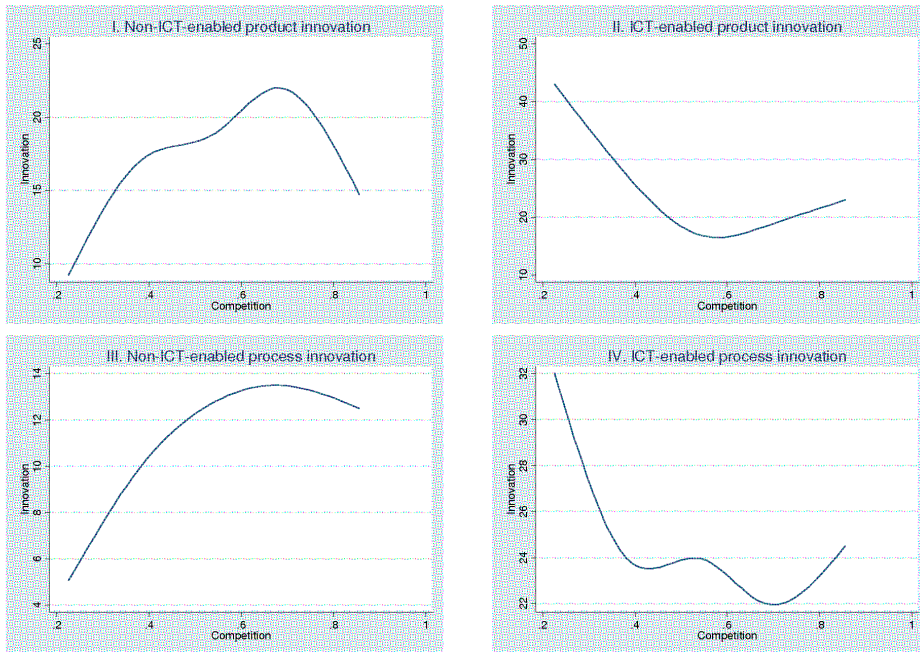 I. Non-ICT-enabled product innovation
25
20
15
10
Innovation
.2 .4 .6 .8 1
Competition
II. ICT-enabled product innovation
50
40
30
20
10
Innovation
.2 .4 .6 .8 1
Competition
III. Non-ICT-enabled process innovation
14
12
10
8
6
4
Innovation
.2 .4 .6 .8 1
Competition
IV. ICT-enabled process innovation
32
30
28
26
24
22
Innovation
.2 .4 .6 .8 1
Competition